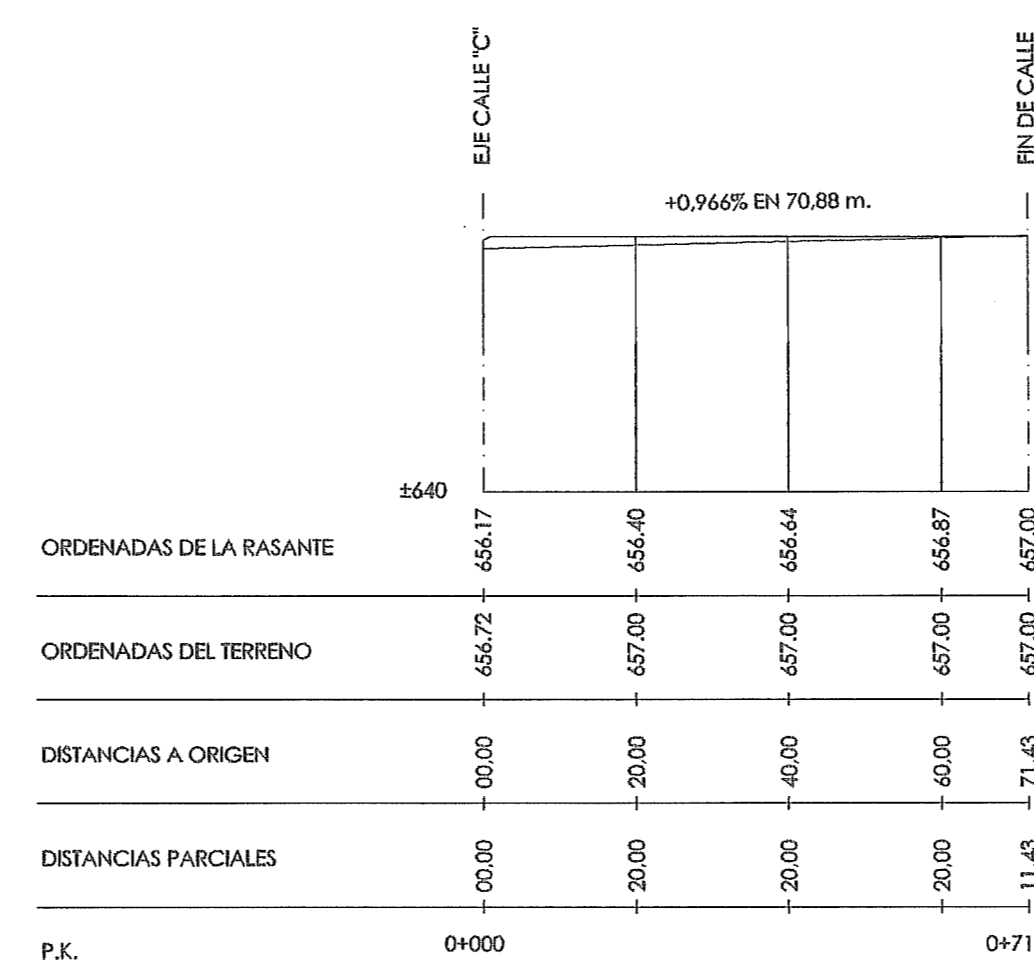 EJE CALLE "C"
FIN DE CALLE
+0,966% EN 70,88 m.
±640
ORDENADAS DE LA RASANTE 656.17 656.40 656.64 656.87 657.00
ORDENADAS DEL TERRENO 656.72 657.00 657.00 657.00 657.00
DISTANCIAS A ORIGEN 00,00 20,00 40,00 60,00 71,43
DISTANCIAS PARCIALES 00,00 20,00 20,00 20,00 11,43
P.K. 0+000 0+71